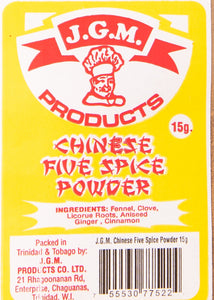 J.G.M.
PRODUCTS
15g.
CHINESE
FIVE SPICE
POWDER
INGREDIENTS: Fennel, Clove,
Licorue Roots, Aniseed
Ginger, Cinnamon
Packed in
Trinidad & Tobago by:
J.G.M.
PRODUCTS CO. LTD.
21 Rhagoonanan Rd,
Enterprise, Chaguanas,
Trinidad, W.I.
J.G.M. Chinese Five Spice Powder 15g
7 55530 77522